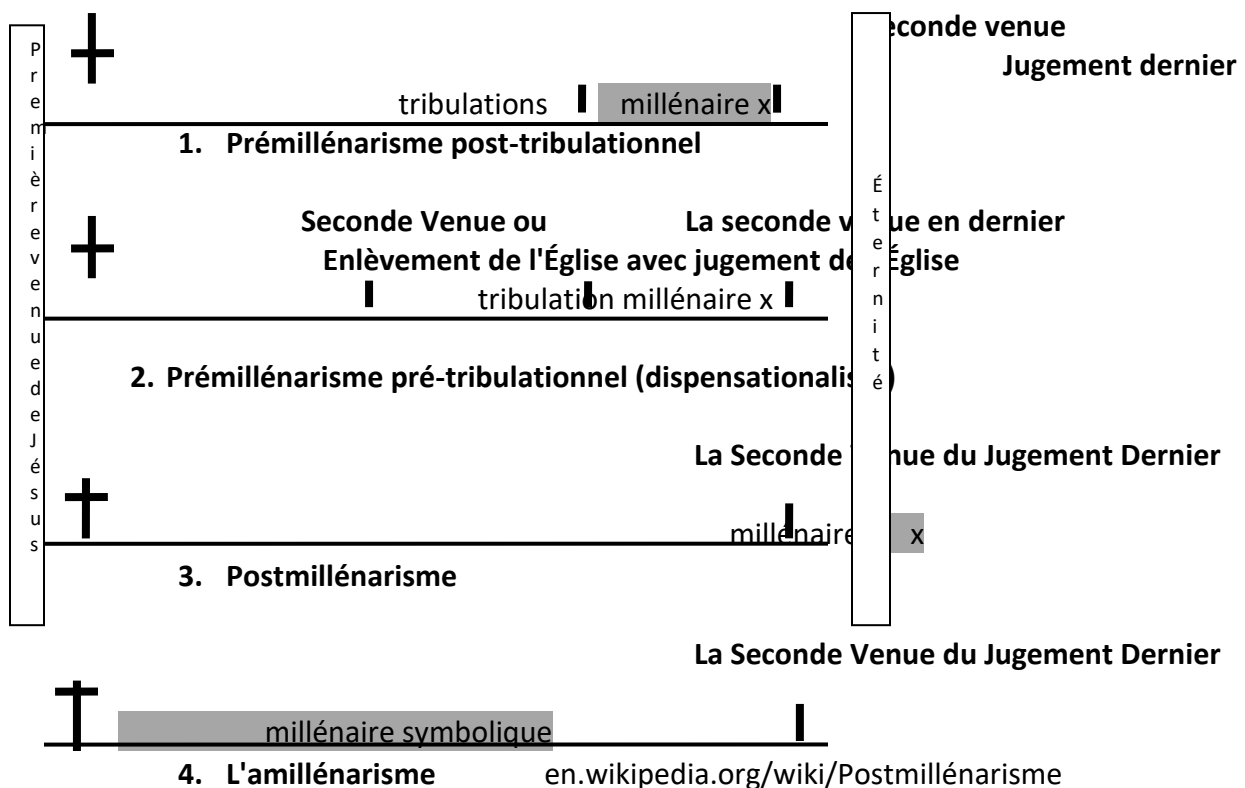 Première venue de Jésus
econde venue
Jugement dernier
tribulations millénaire x
1. Prémillénarisme post-tribulationnel
Éternité
Seconde Venue ou La seconde v ue en dernier
Enlèvement de l'Église avec jugement de Église
tribulation millénaire x
2. Prémillénarisme pré-tribulationnel (dispensationalis )
La Seconde nue du Jugement Dernier
millénaire x
3. Postmillénarisme
La Seconde Venue du Jugement Dernier
millénaire symbolique
4. L'amillénarisme en.wikipedia.org/wiki/Postmillénarisme